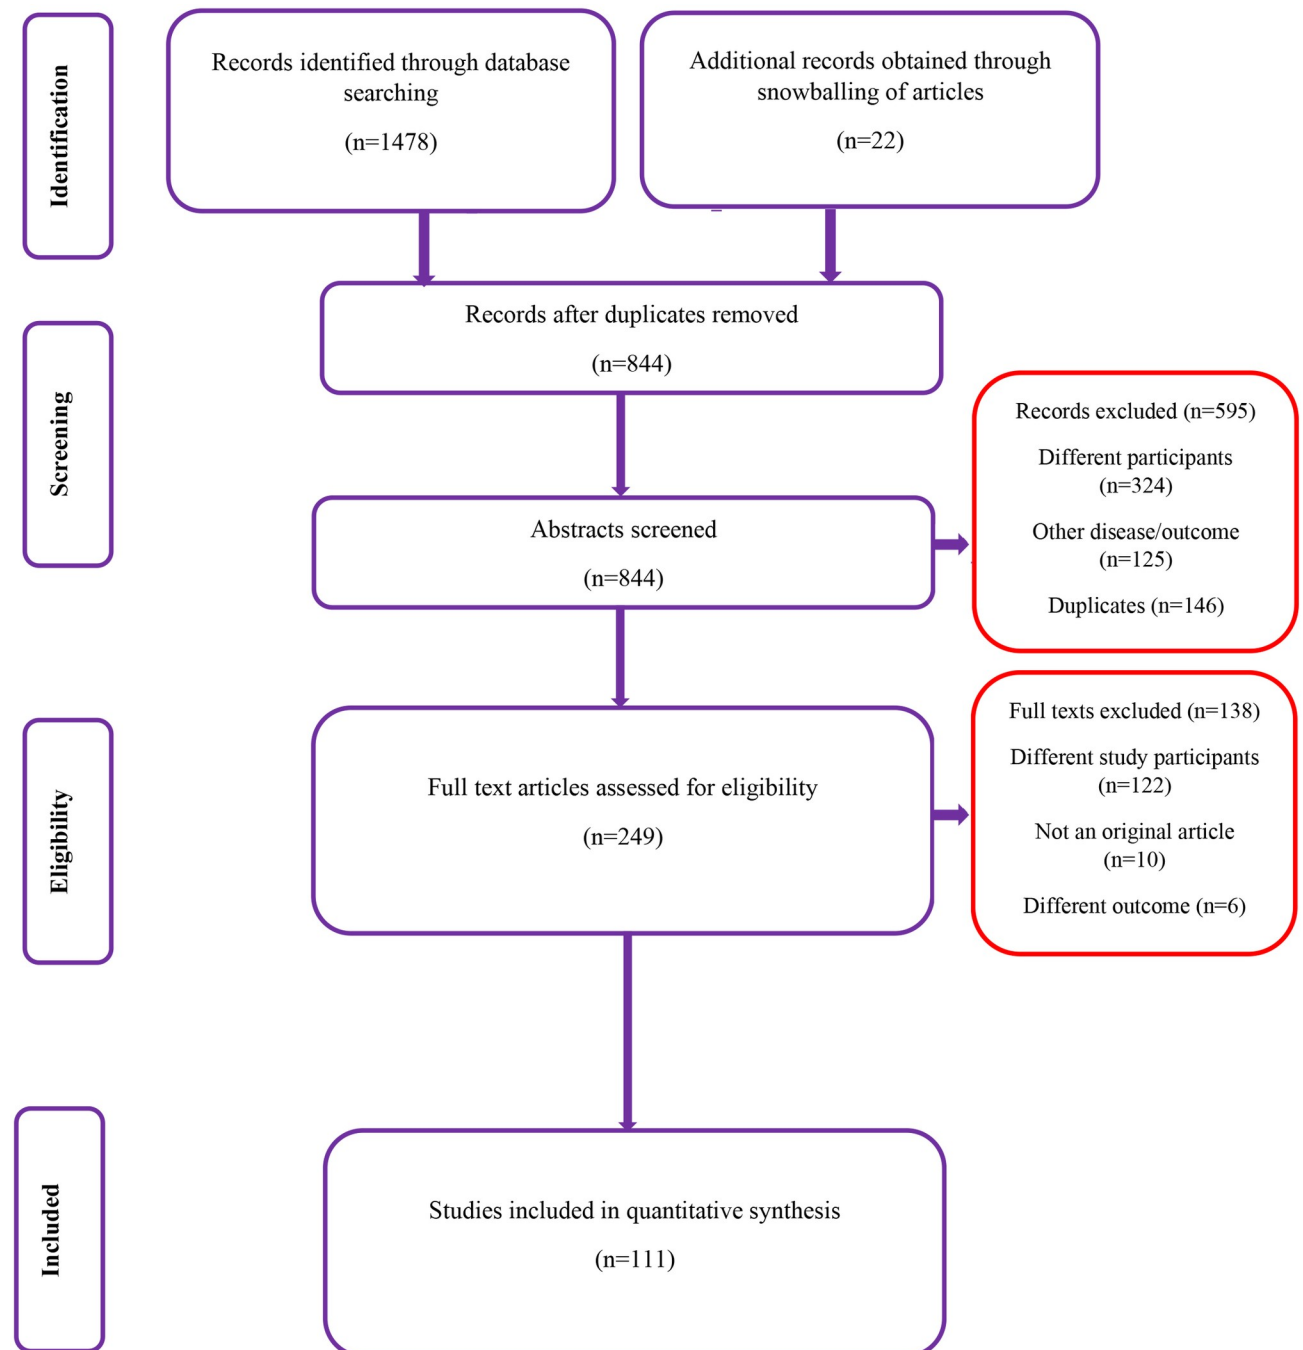 Identification
Records identified through database
searching
(n=1478)
Additional records obtained through
snowballing of articles
(n=22)
Screening
Records after duplicates removed
(n=844)
Abstracts screened
(n=844)
Records excluded (n=595)
Different participants
(n=324)
Other disease/outcome
(n=125)
Duplicates (n=146)
Eligibility
Full text articles assessed for eligibility
(n=249)
Full texts excluded (n=138)
Different study participants
(n=122)
Not an original article
(n=10)
Different outcome (n=6)
Included
Studies included in quantitative synthesis
(n=111)